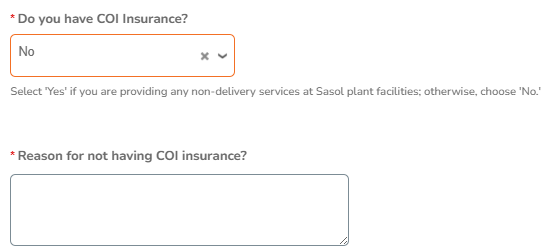 * Do you have COI Insurance?
No
Select 'Yes' if you are providing any non-delivery services at Sasol plant facilities; otherwise, choose 'No.'
* Reason for not having COI insurance?